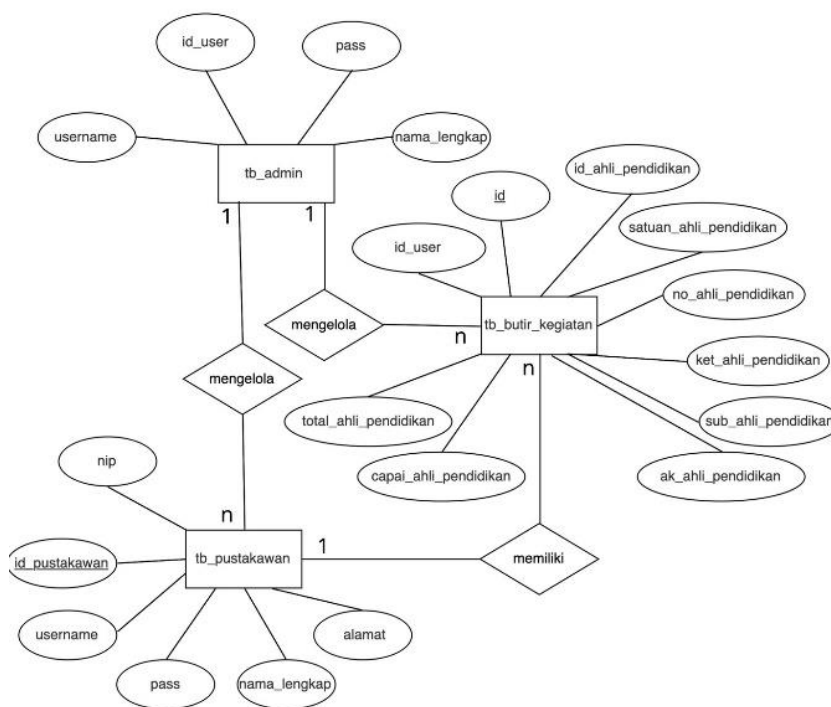 id_user
pass
username
nama_lengkap
tb_admin
1
1
id_ahli_pendidikan
id
satuan_ahli_pendidikan
id_user
no_ahli_pendidikan
mengelola
tb_butir_kegiatan
n
n
ket_ahli_pendidikan
mengelola
total_ahli_pendidikan
sub_ahli_pendidikan
capai_ahli_pendidikan
ak_ahli_pendidikan
nip
n
1
id_pustakawan
tb_pustakawan
memiliki
username
alamat
pass
nama_lengkap